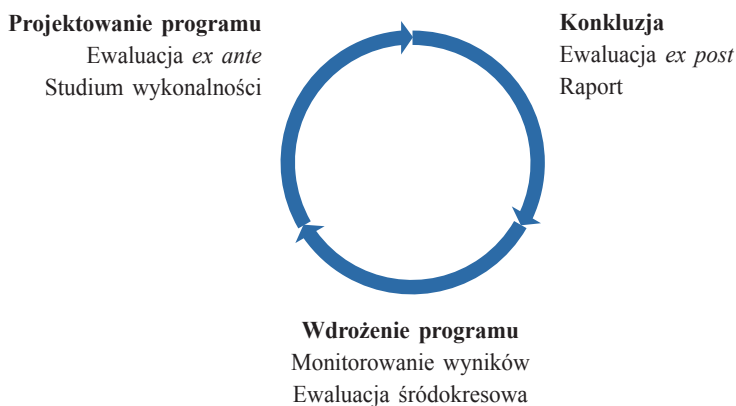 Projektowanie programu
Ewaluacja ex ante
Studium wykonalności
Konkluzja
Ewaluacja ex post
Raport
Wdrożenie programu
Monitorowanie wyników
Ewaluacja śródokresowa